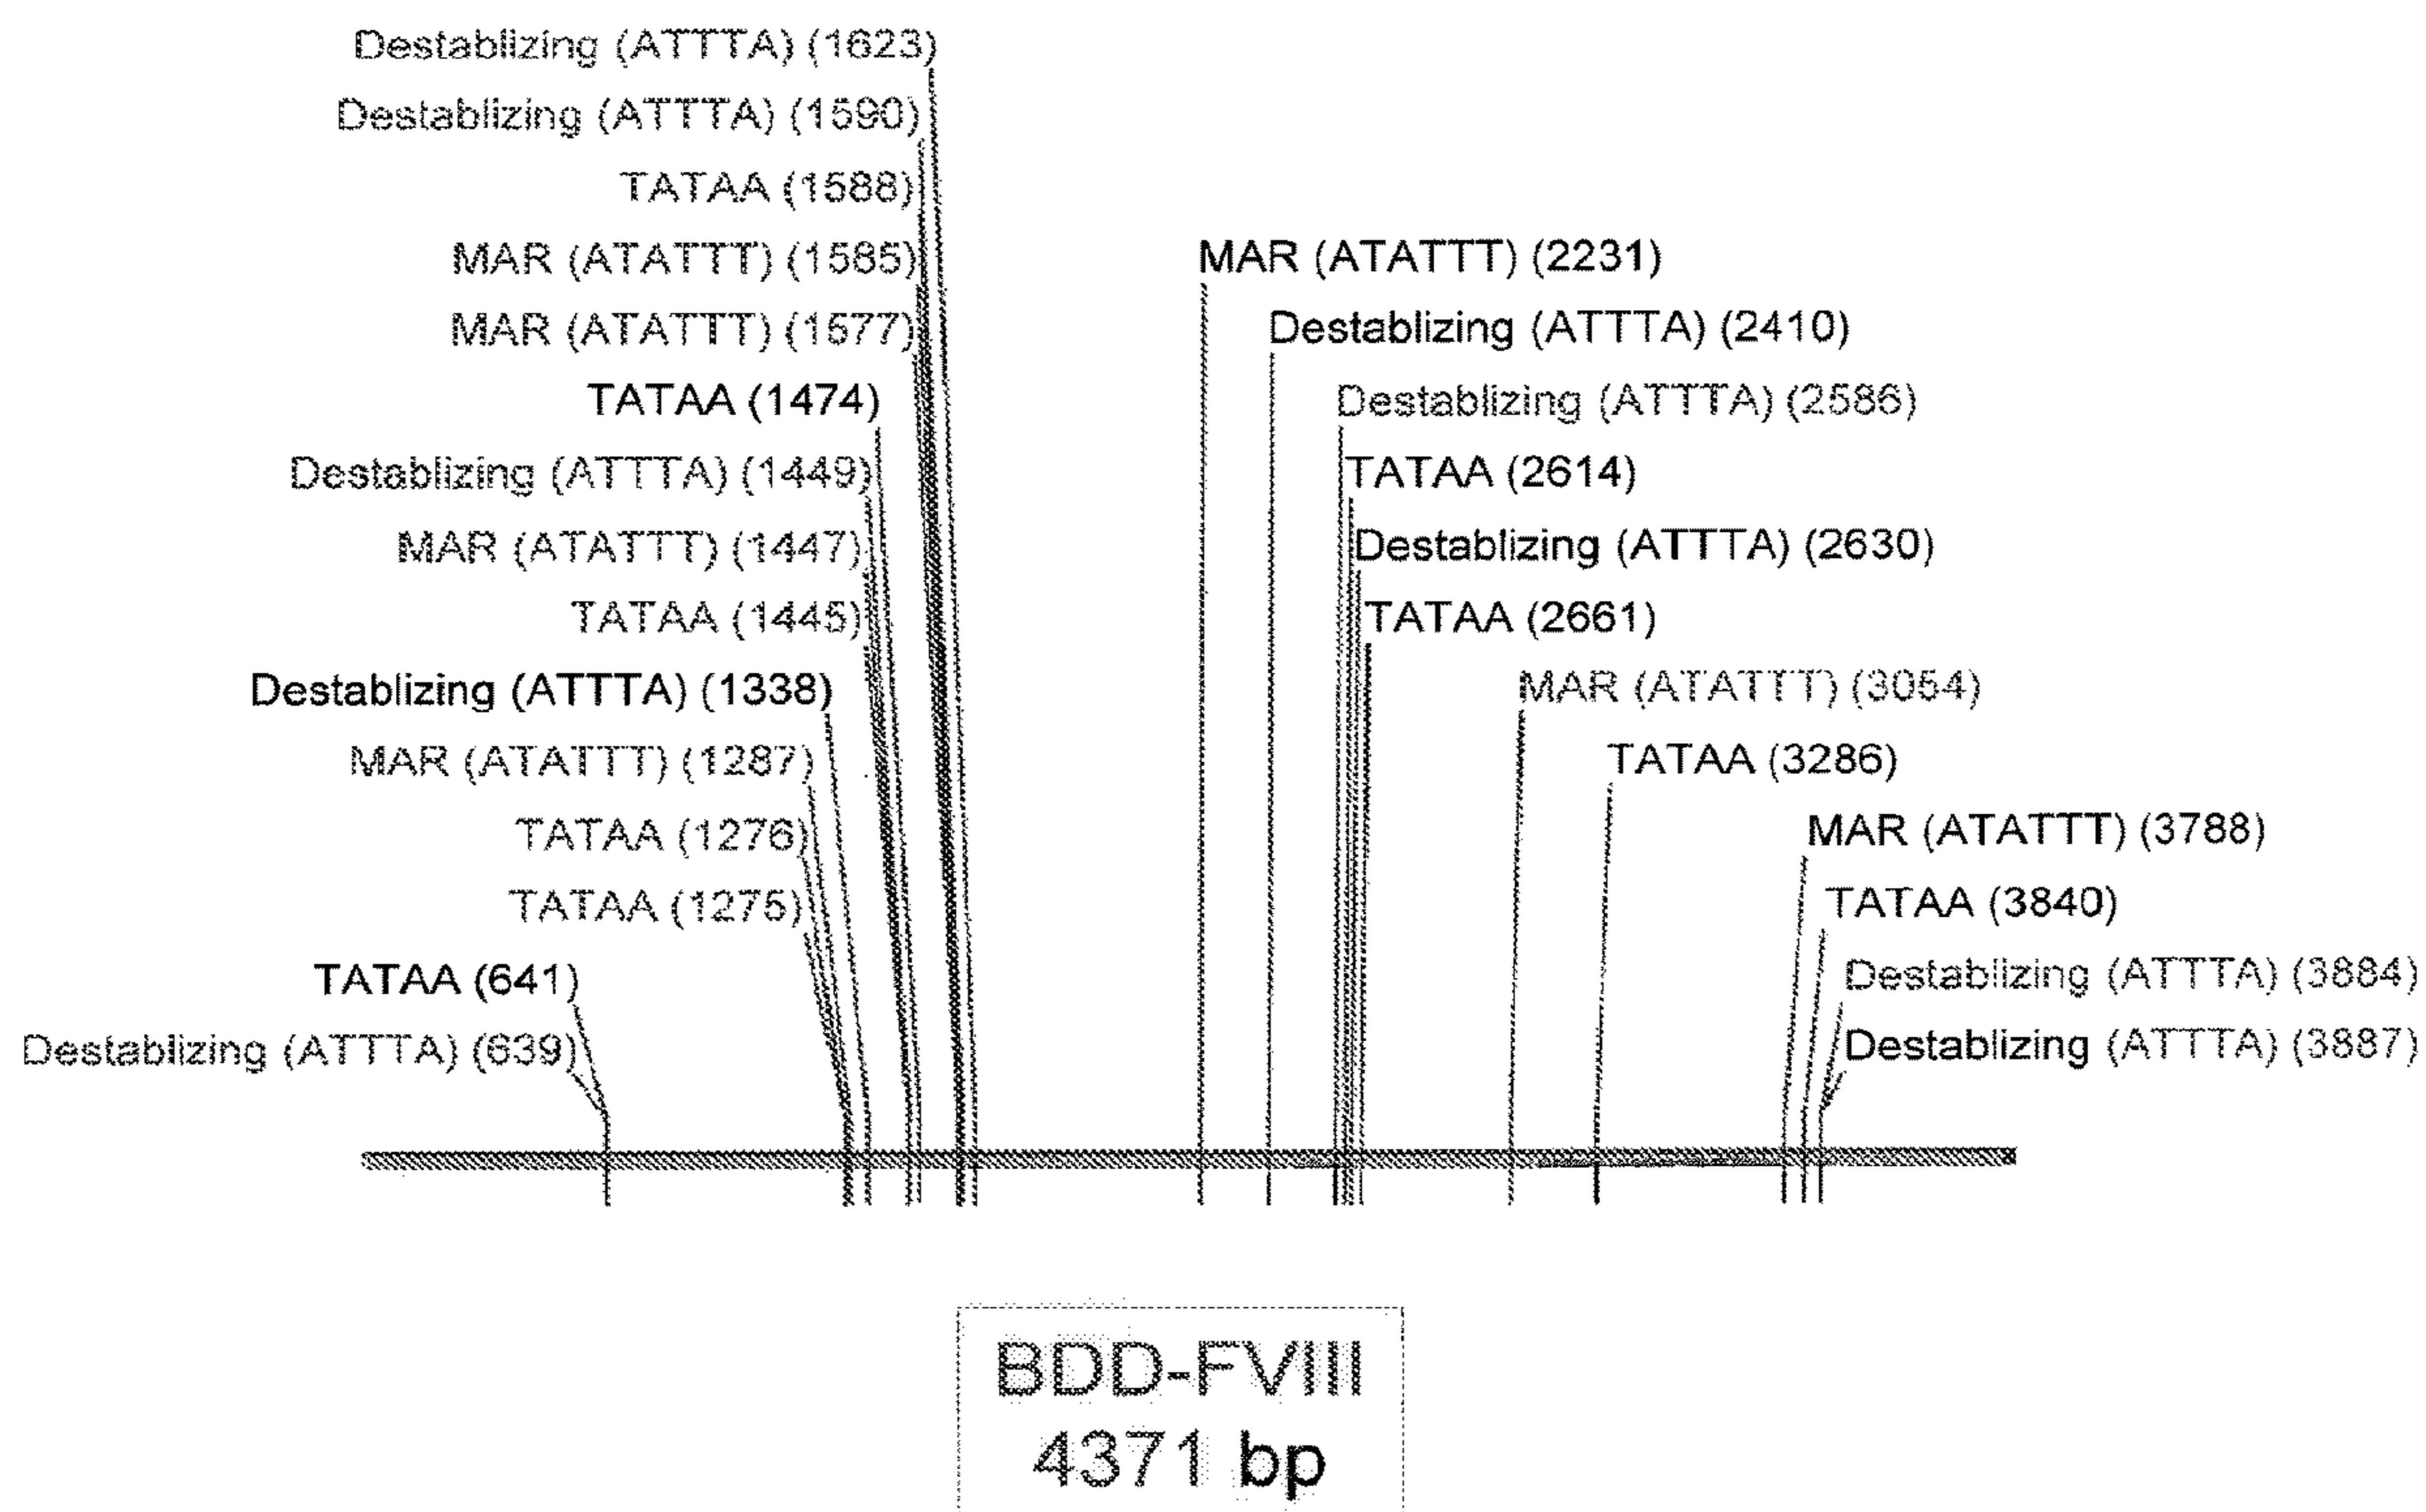 Destablizing (ATTTA) (1623)
Destablizing (ATTTA) (1590)
TATAA (1588)
MAR (ATATTT) (1585)
MAR (ATATTT) (1577)
TATAA (1474)
Destablizing (ATTTA) (1449)
MAR (ATATTT) (1447)
TATAA (1445)
Destablizing (ATTTA) (1338)
MAR (ATATTT) (1287)
TATAA (1276)
TATAA (1275)
TATAA (641)
Destablizing (ATTTA) (639)
MAR (ATATTT) (2231)
Destablizing (ATTTA) (2410)
Destablizing (ATTTA) (2586)
TATAA (2614)
Destablizing (ATTTA) (2630)
TATAA (2661)
MAR (ATATTT) (3054)
TATAA (3286)
MAR (ATATTT) (3788)
TATAA (3840)
Destablizing (ATTTA) (3884)
Destablizing (ATTTA) (3887)
BDD-FVIII
4371 bp